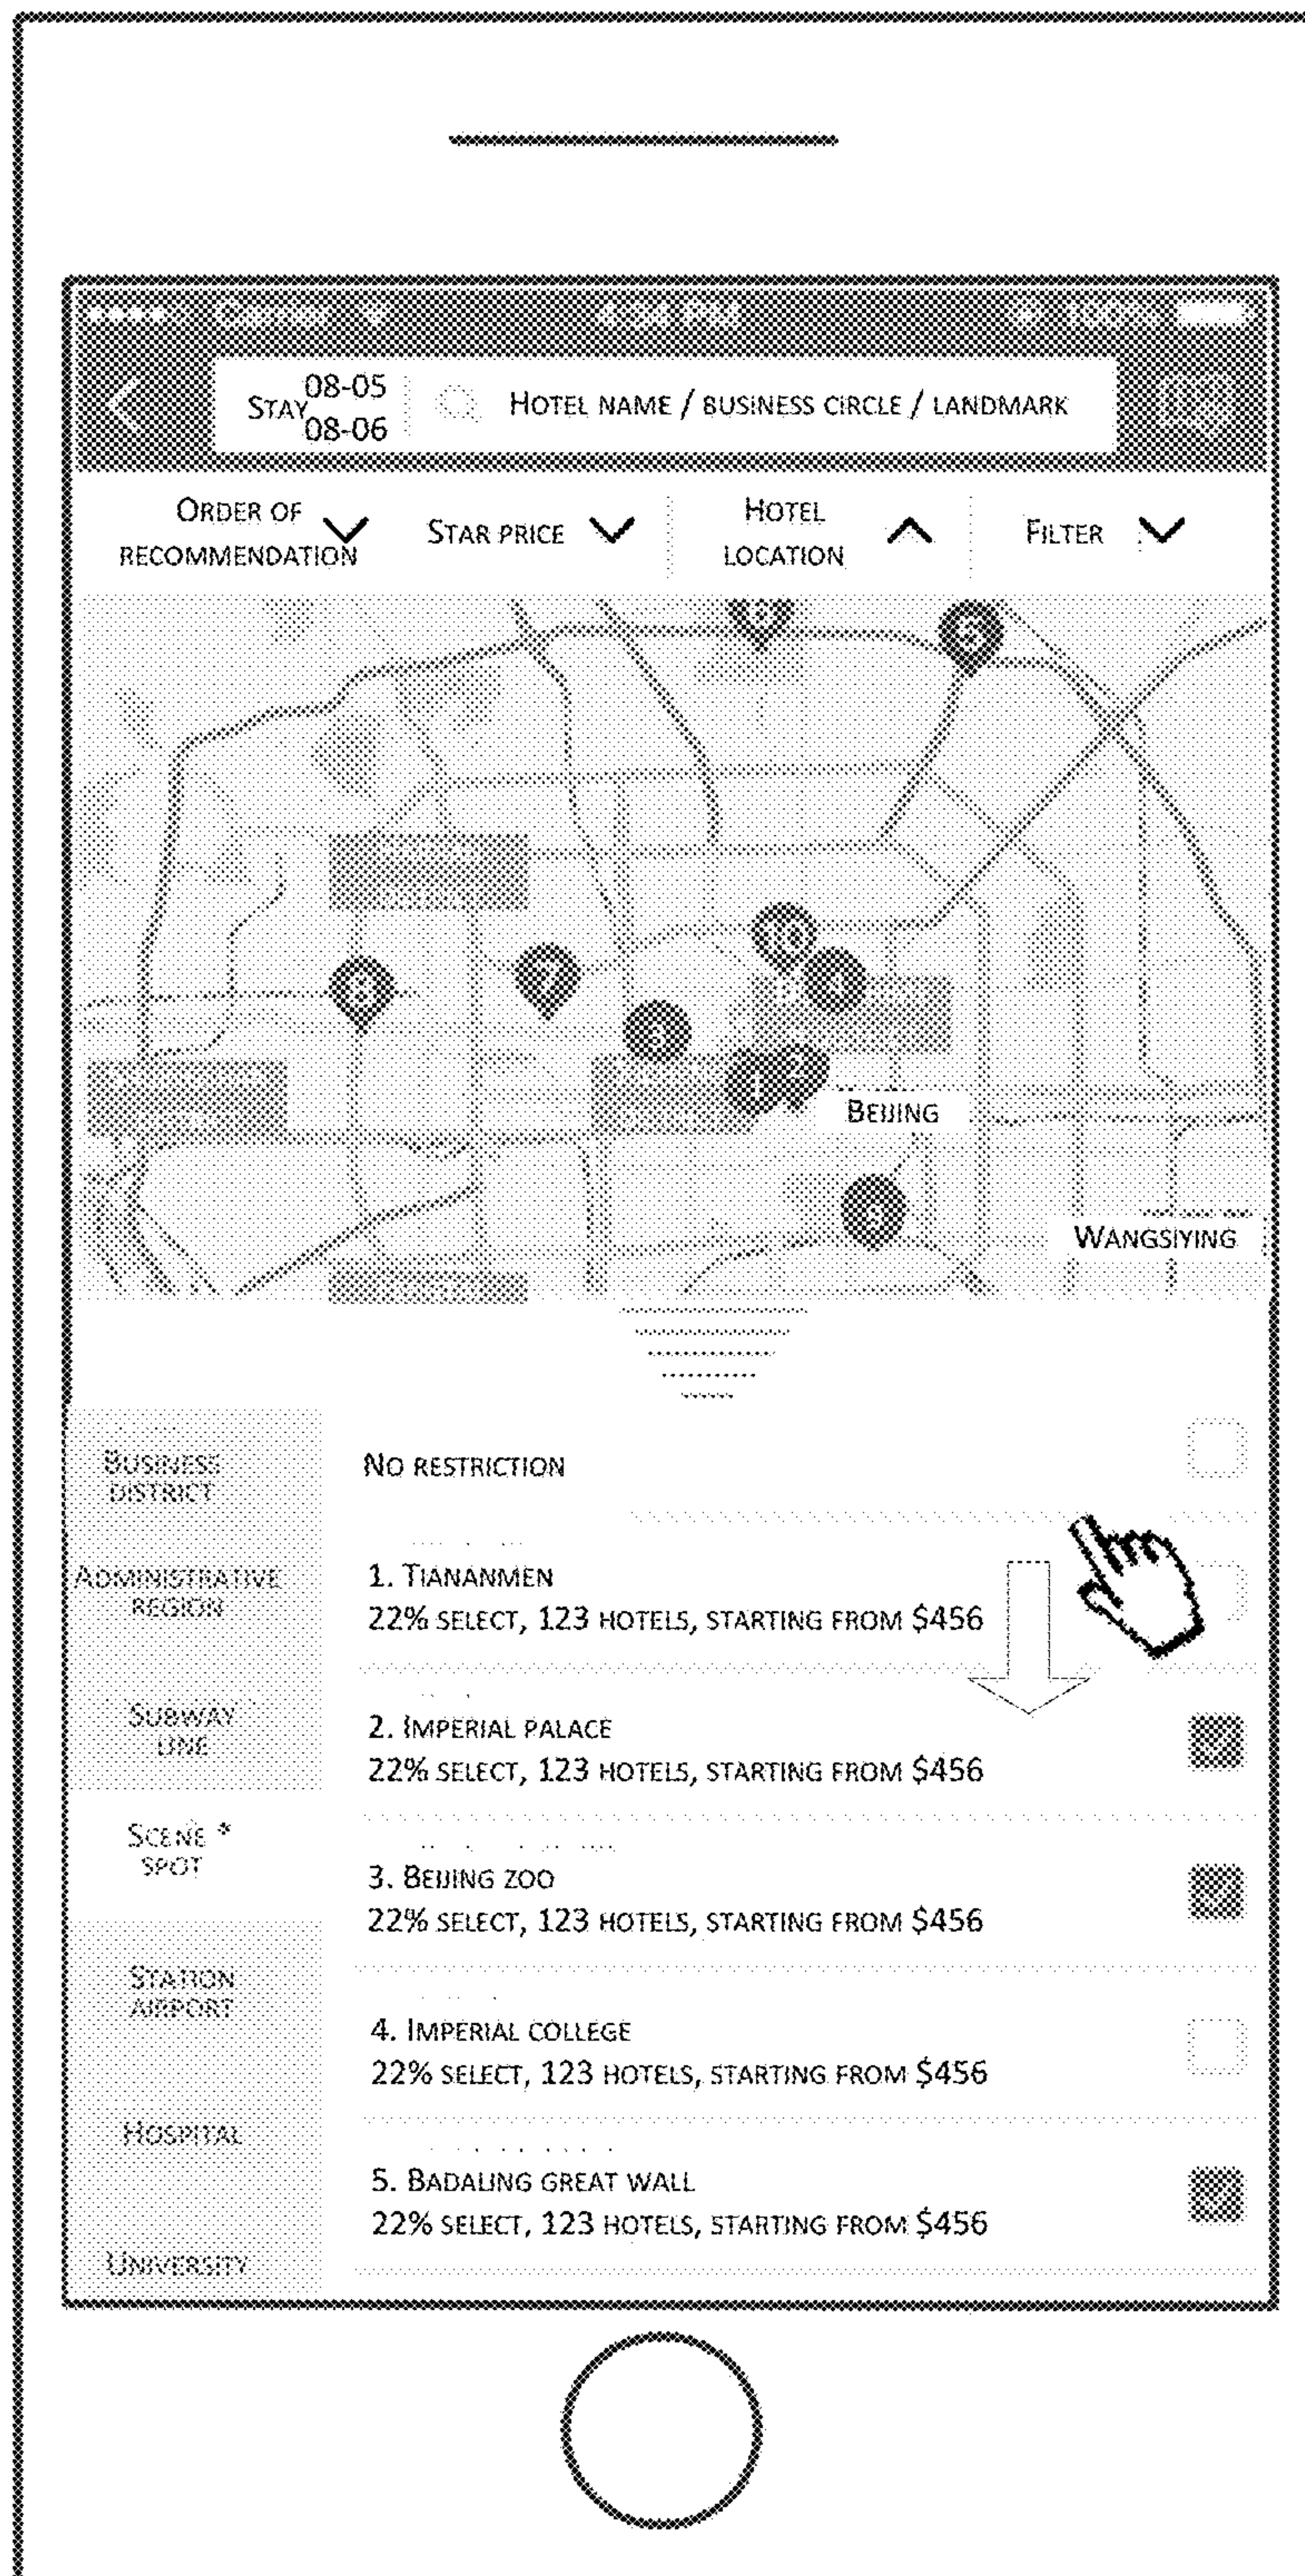 STAY
08-05
08-06
HOTEL NAME / BUSINESS CIRCLE / LANDMARK
ORDER OF
RECOMMENDATION
STAR PRICE
HOTEL
LOCATION
FILTER
7
BEIJING
WANGSIYING
BUSINESS
DISTRICT
ADMINISTRATIVE
REGION
SUBWAY
LINE
SCENE *
SPOT
STATION
AIRPORT
HOSPITAL
UNIVERSITY
NO RESTRICTION
1. TIANANMEN
22% SELECT, 123 HOTELS, STARTING FROM $456
2. IMPERIAL PALACE
22% SELECT, 123 HOTELS, STARTING FROM $456
3. BEIJING ZOO
22% SELECT, 123 HOTELS, STARTING FROM $456
4. IMPERIAL COLLEGE
22% SELECT, 123 HOTELS, STARTING FROM $456
5. BADALING GREAT WALL
22% SELECT, 123 HOTELS, STARTING FROM $456